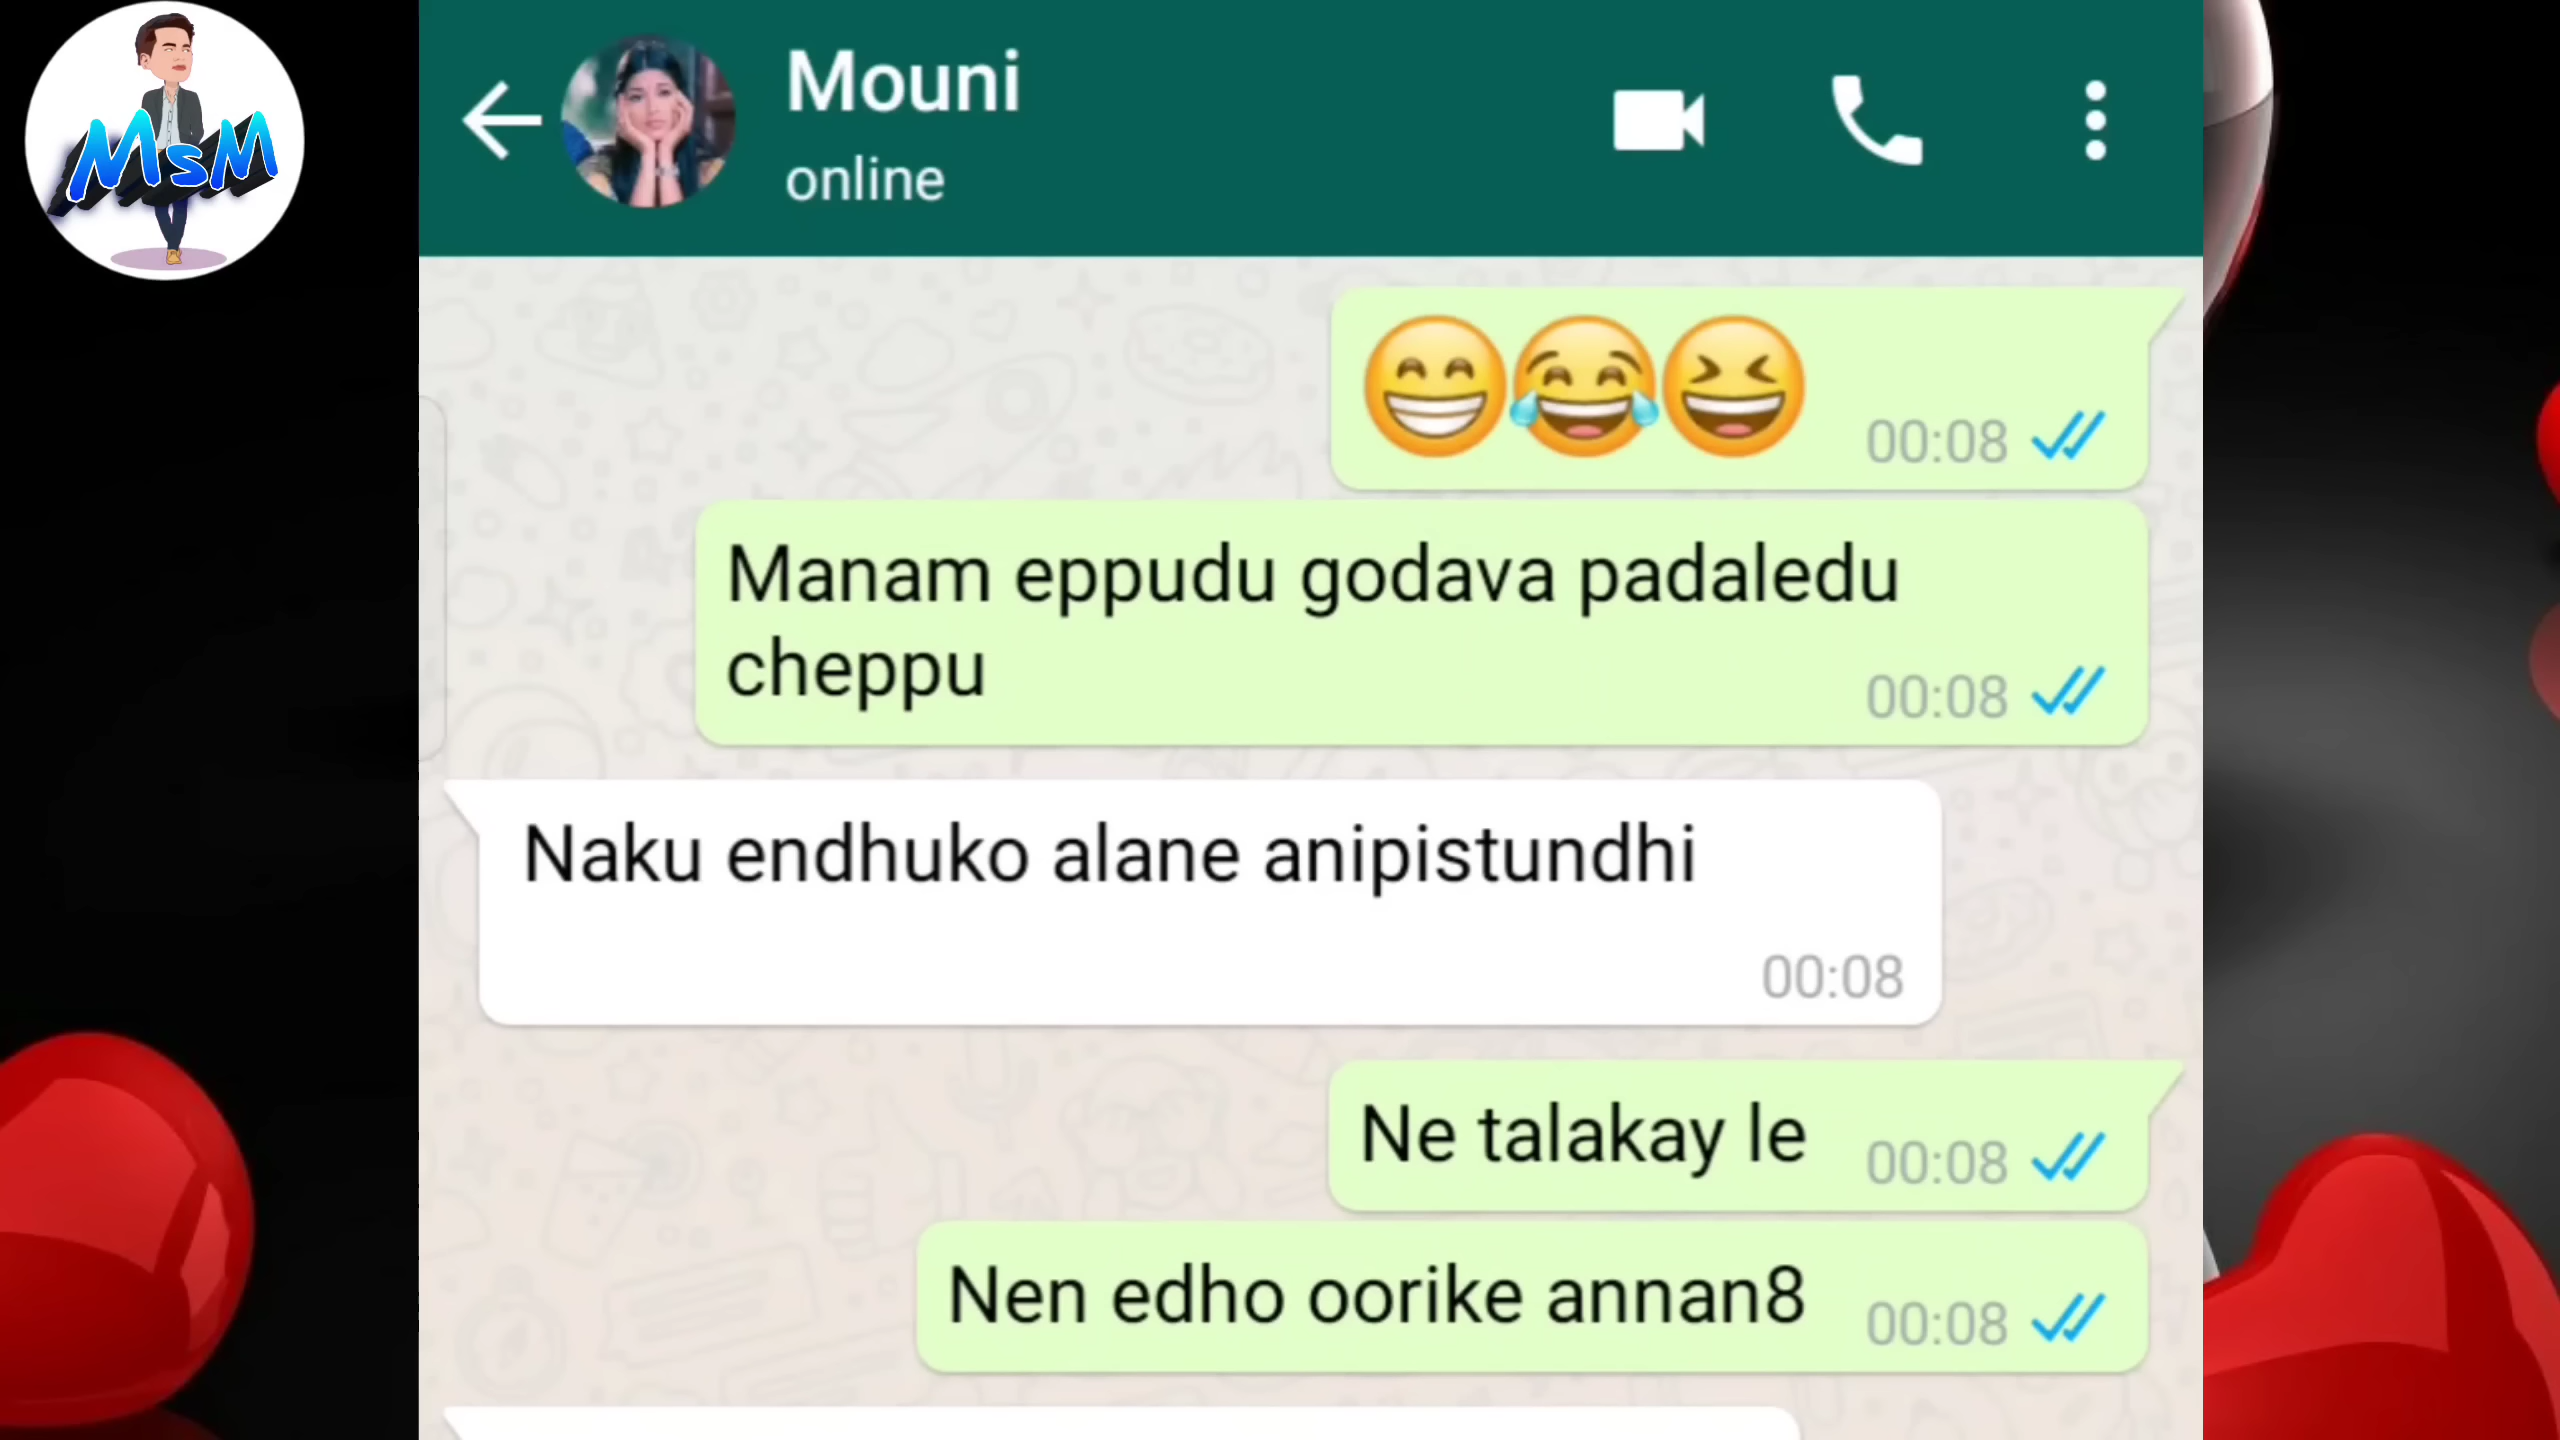 MsM
Mouni
online
😁😂😆 00:08
Manam eppudu godava padaledu
cheppu 00:08
Naku endhuko alane anipistundhi
00:08
Ne talakay le 00:08
Nen edho oorike annan8 00:08